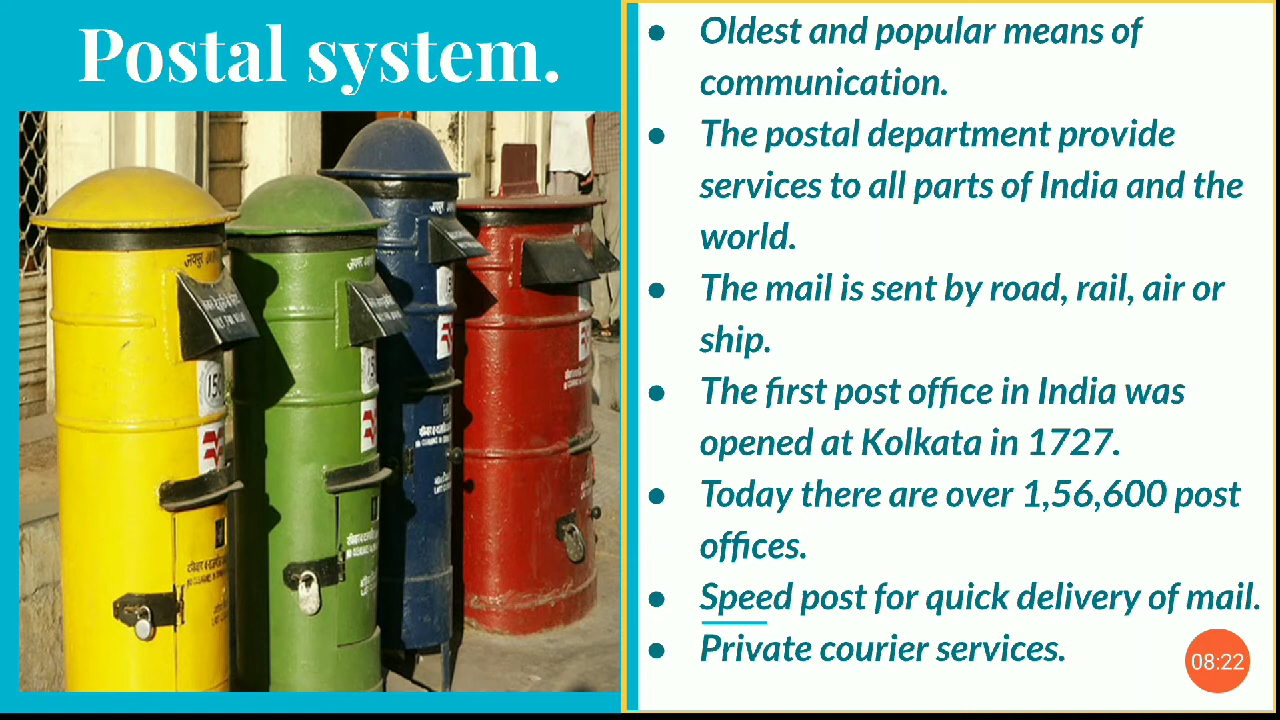 Postal system.
• Oldest and popular means of
communication.
• The postal department provide
services to all parts of India and the
world.
• The mail is sent by road, rail, air or
ship.
• The first post office in India was
opened at Kolkata in 1727.
• Today there are over 1,56,600 post
offices.
• Speed post for quick delivery of mail.
• Private courier services.
08:22
150